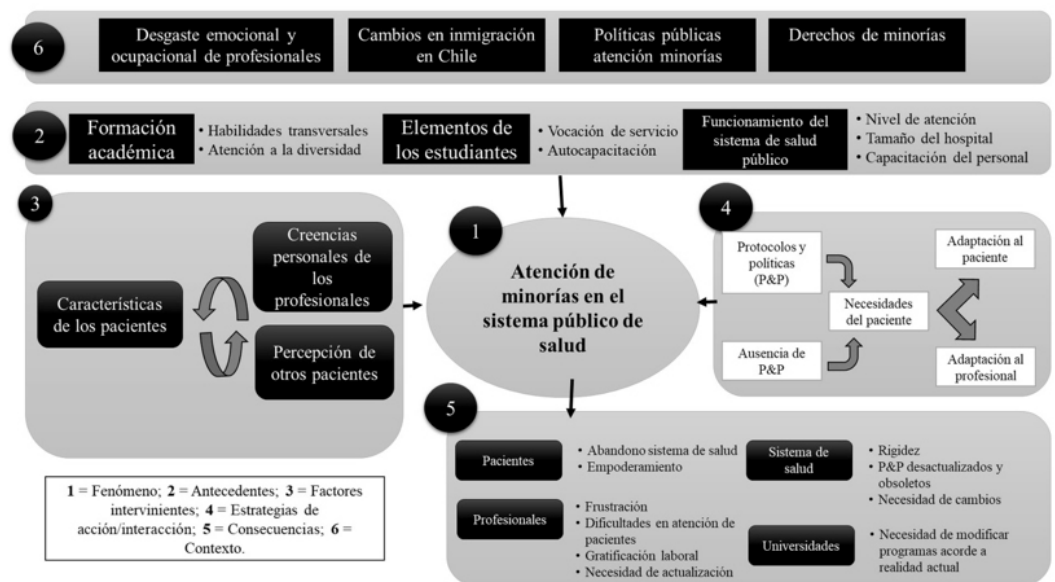 6
Desgaste emocional y
ocupacional de profesionales
Cambios en inmigración
en Chile
Políticas públicas
atención minorías
Derechos de minorías
2
Formación
académica
• Habilidades transversales
• Atención a la diversidad
Elementos de
los estudiantes
• Vocación de servicio
• Autocapacitación
Funcionamiento del
sistema de salud
público
• Nivel de atención
• Tamaño del hospital
• Capacitación del personal
3
Características
de los pacientes
Creencias
personales de
los
profesionales
Percepción de
otros pacientes
1
Atención de
minorías en el
sistema público de
salud
4
Protocolos y
políticas
(P&P)
Ausencia de
P&P
Necesidades
del paciente
Adaptación al
paciente
Adaptación al
profesional
5
Pacientes
• Abandono sistema de salud
• Empoderamiento
Profesionales
• Frustración
• Dificultades en atención de
pacientes
• Gratificación laboral
• Necesidad de actualización
Sistema de
salud
• Rigidez
• P&P desactualizados y
obsoletos
• Necesidad de cambios
Universidades
• Necesidad de modificar
programas acorde a
realidad actual
1 = Fenómeno; 2 = Antecedentes; 3 = Factores
intervinientes; 4 = Estrategias de
acción/interacción; 5 = Consecuencias; 6 =
Contexto.